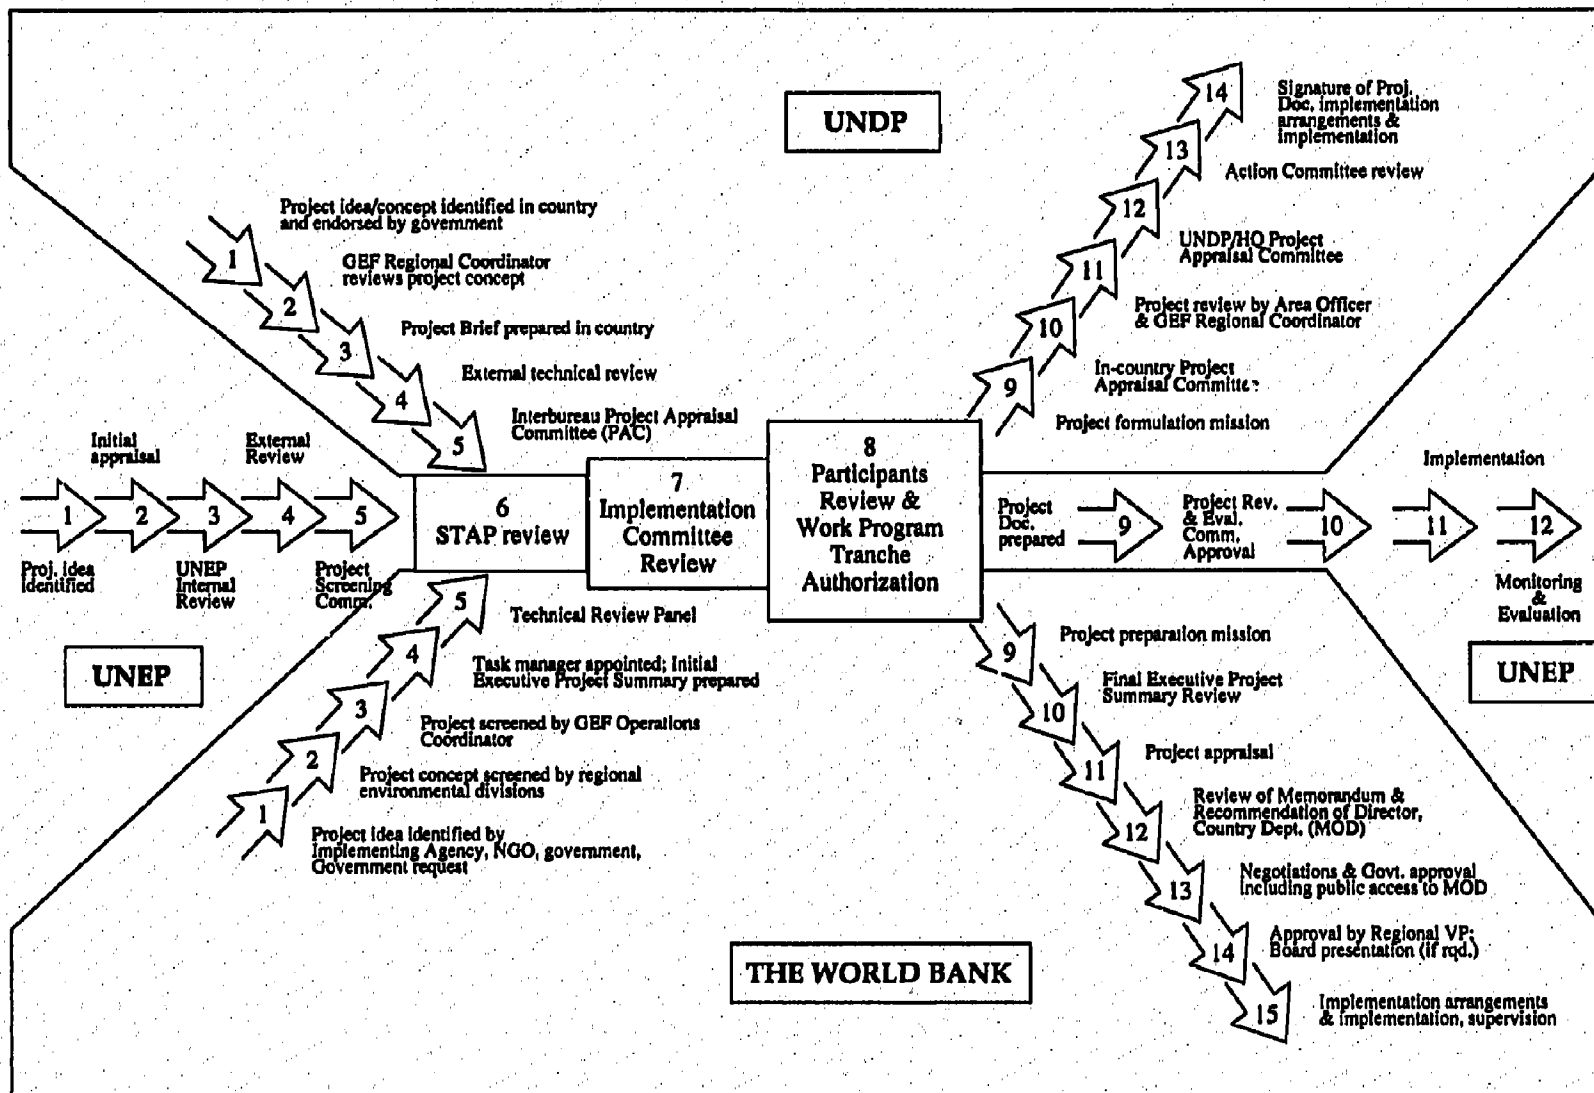 UNDP
1
Project idea/concept identified in country
and endorsed by government
2
GEF Regional Coordinator
reviews project concept
3
Project Brief prepared in country
4
External technical review
5
Interbureau Project Appraisal
Committee (PAC)
14
Signature of Proj.
Doc. implementation
arrangements &
implementation
13
Action Committee review
12
UNDP/HQ Project
Appraisal Committee
11
Project review by Area Officer
& GEF Regional Coordinator
10
In-country Project
Appraisal Committee
9
Project formulation mission
Initial
appraisal
External
Review
1
2
3
4
5
Proj. idea
identified
UNEP
Internal
Review
Project
Screening
Comm.
UNEP
6
STAP review
7
Implementation
Committee
Review
8
Participants
Review &
Work Program
Tranche
Authorization
Project
Doc.
prepared
9
Project Rev.
& Eval.
Comm.
Approval
10
Implementation
11
12
Monitoring
&
Evaluation
UNEP
5
Technical Review Panel
4
Task manager appointed; Initial
Executive Project Summary prepared
3
Project screened by GEF Operations
Coordinator
2
Project concept screened by regional
environmental divisions
1
Project idea identified by
Implementing Agency, NGO, government,
Government request
9
Project preparation mission
10
Final Executive Project
Summary Review
11
Project appraisal
12
Review of Memorandum &
Recommendation of Director,
Country Dept. (MOD)
13
Negotiations & Govt. approval
including public access to MOD
14
Approval by Regional VP;
Board presentation (if rqd.)
15
Implementation arrangements
& implementation, supervision
THE WORLD BANK